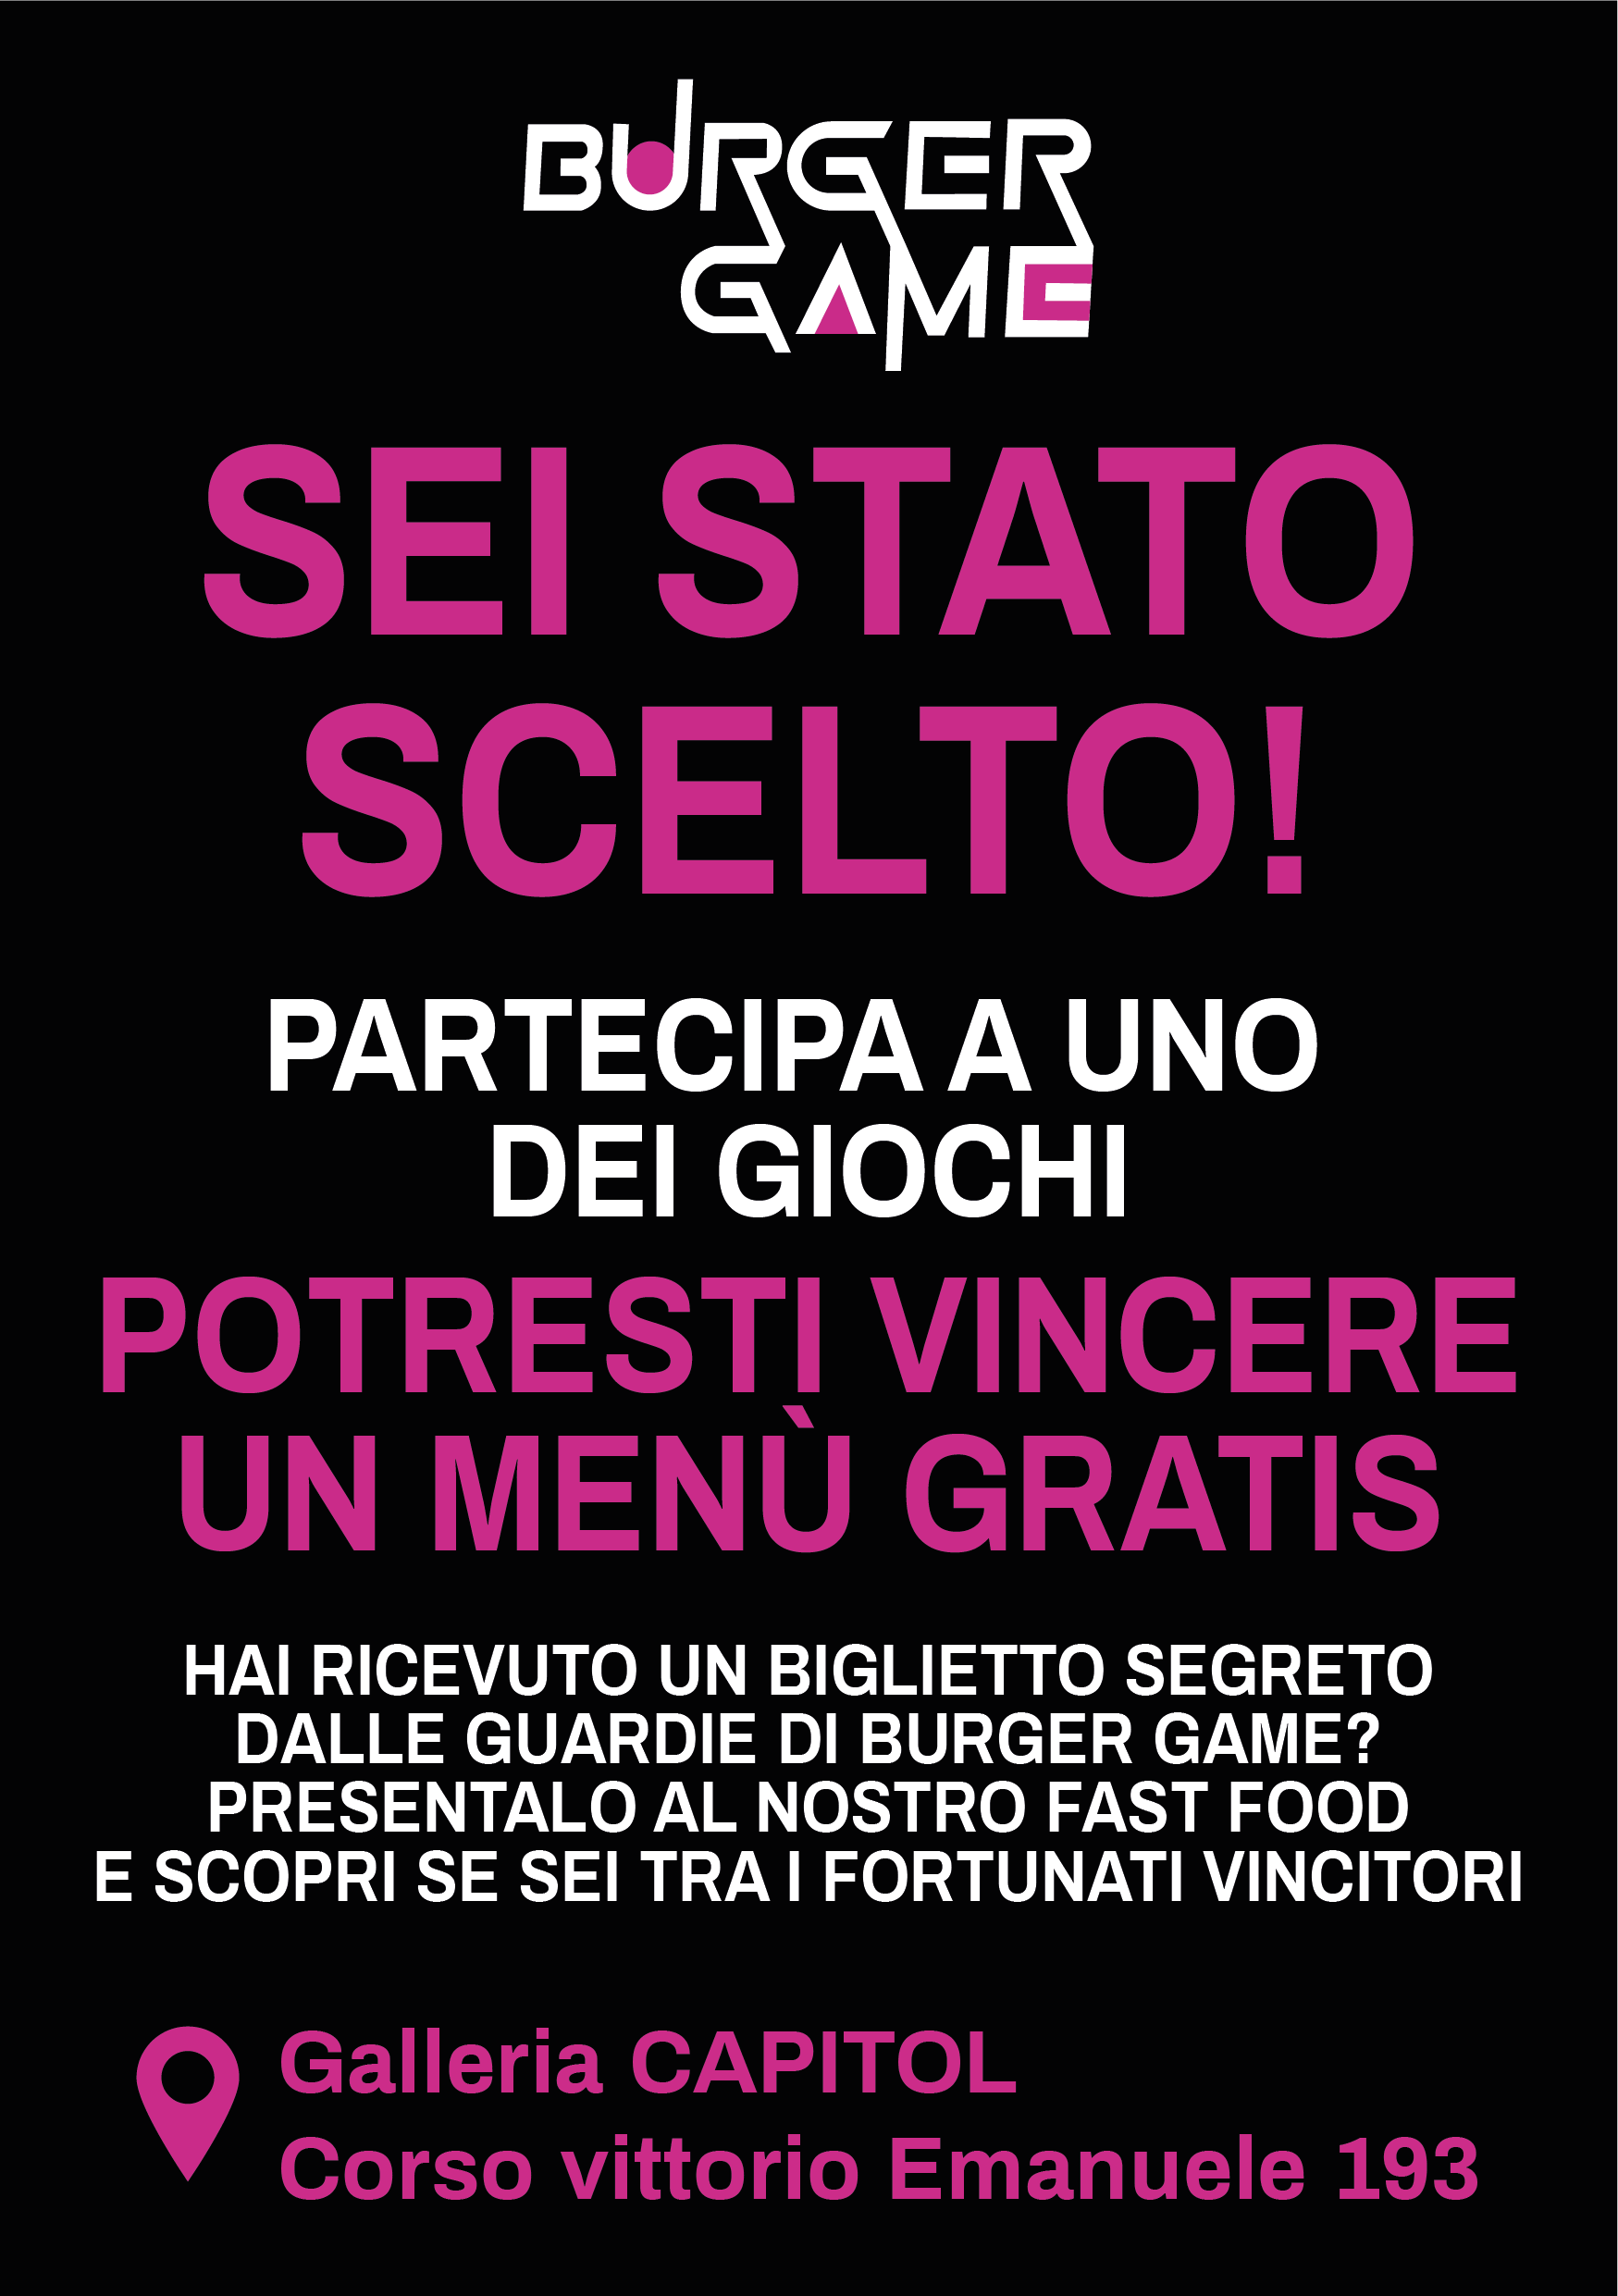 BURGER
GAME
SEI STATO
SCELTO!
PARTECIPA A UNO
DEI GIOCHI
POTRESTI VINCERE
UN MENÙ GRATIS
HAI RICEVUTO UN BIGLIETTO SEGRETO
DALLE GUARDIE DI BURGER GAME?
PRESENTALO AL NOSTRO FAST FOOD
E SCOPRI SE SEI TRA I FORTUNATI VINCITORI
Galleria CAPITOL
Corso vittorio Emanuele 193